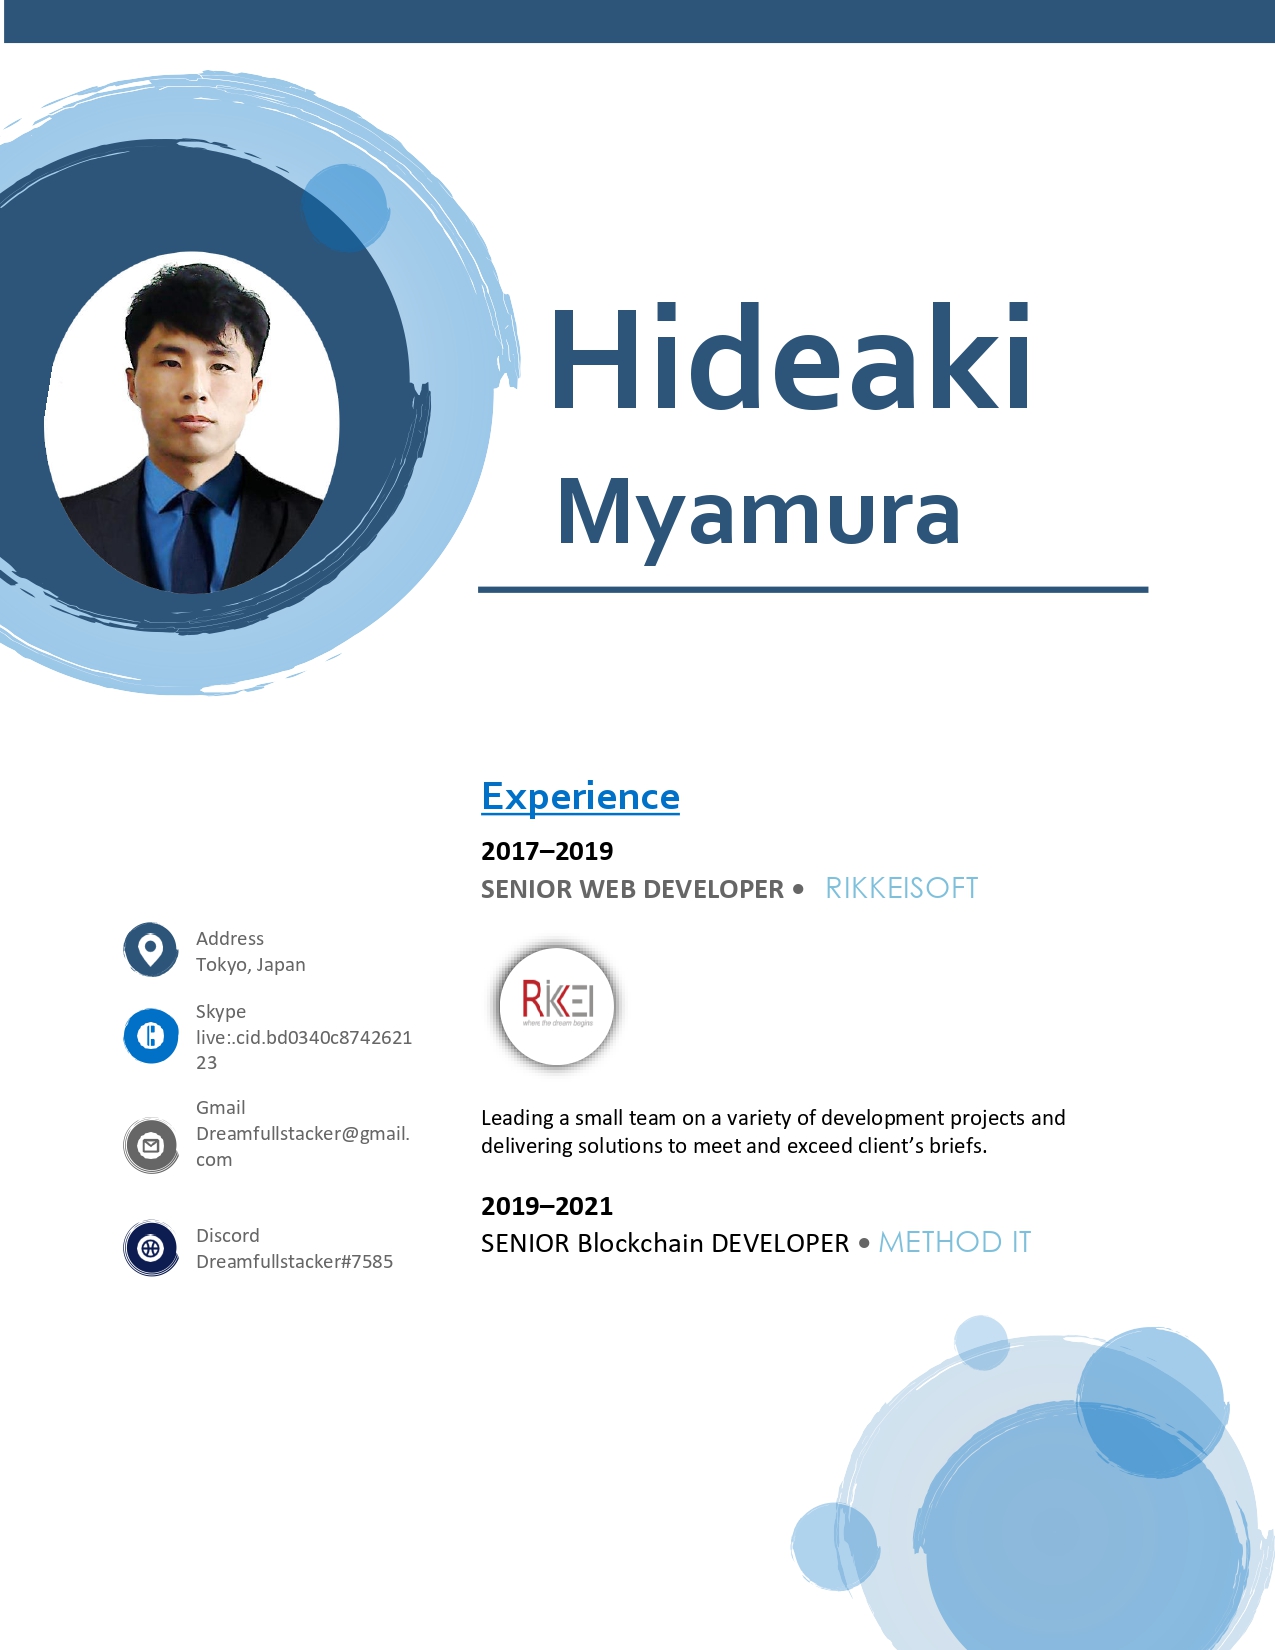 Hideaki
Myamura
Experience
2017–2019
SENIOR WEB DEVELOPER • RIKKEISOFT
RIKKEI
where the dream begins
Leading a small team on a variety of development projects and
delivering solutions to meet and exceed client’s briefs.
2019–2021
SENIOR Blockchain DEVELOPER • METHOD IT
Address
Tokyo, Japan
Skype
live:.cid.bd0340c8742621
23
Gmail
Dreamfullstacker@gmail.
com
Discord
Dreamfullstacker#7585